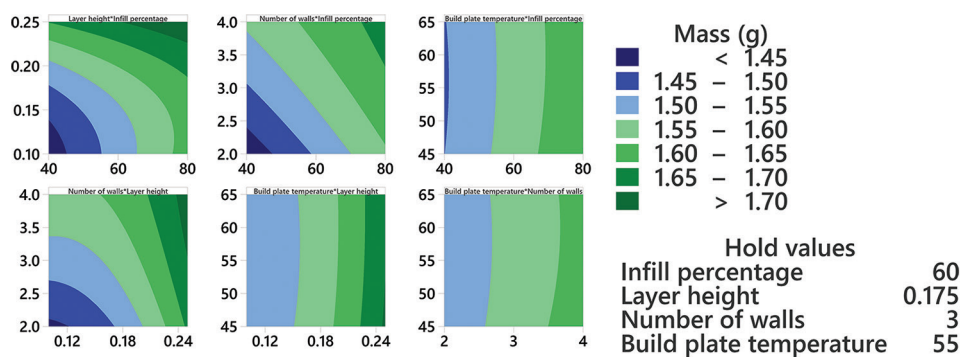 Layer height*Infill percentage
0.25
0.20
0.15
0.10
40 60 80
Number of walls*Infill percentage
4.0
3.5
3.0
2.5
2.0
40 60 80
Build plate temperature*Infill percentage
65
60
55
50
45
40 60 80
Number of walls*Layer height
4.0
3.5
3.0
2.5
2.0
0.12 0.18 0.24
Build plate temperature*Layer height
65
60
55
50
45
0.12 0.18 0.24
Build plate temperature*Number of walls
65
60
55
50
45
2 3 4
Mass (g)
< 1.45
1.45 – 1.50
1.50 – 1.55
1.55 – 1.60
1.60 – 1.65
1.65 – 1.70
> 1.70
Hold values
Infill percentage 60
Layer height 0.175
Number of walls 3
Build plate temperature 55